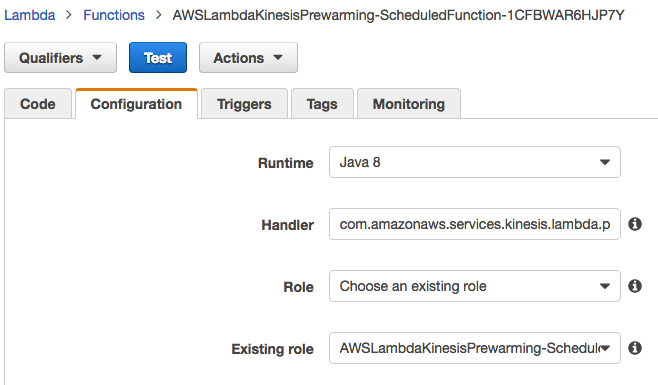 Lambda > Functions > AWSLambdaKinesisPrewarming-ScheduledFunction-1CFBWAR6HJP7Y
Qualifiers Test Actions
Code Configuration Triggers Tags Monitoring
Runtime Java 8
Handler com.amazonaws.services.kinesis.lambda.p
Role Choose an existing role
Existing role AWSLambdaKinesisPrewarming-Schedule